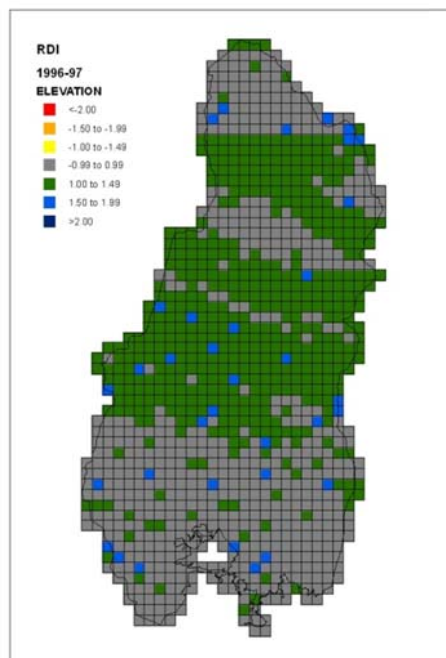 RDI
1996-97
ELEVATION
<-2.00
-1.50 to -1.99
-1.00 to -1.49
-0.99 to 0.99
1.00 to 1.49
1.50 to 1.99
>2.00